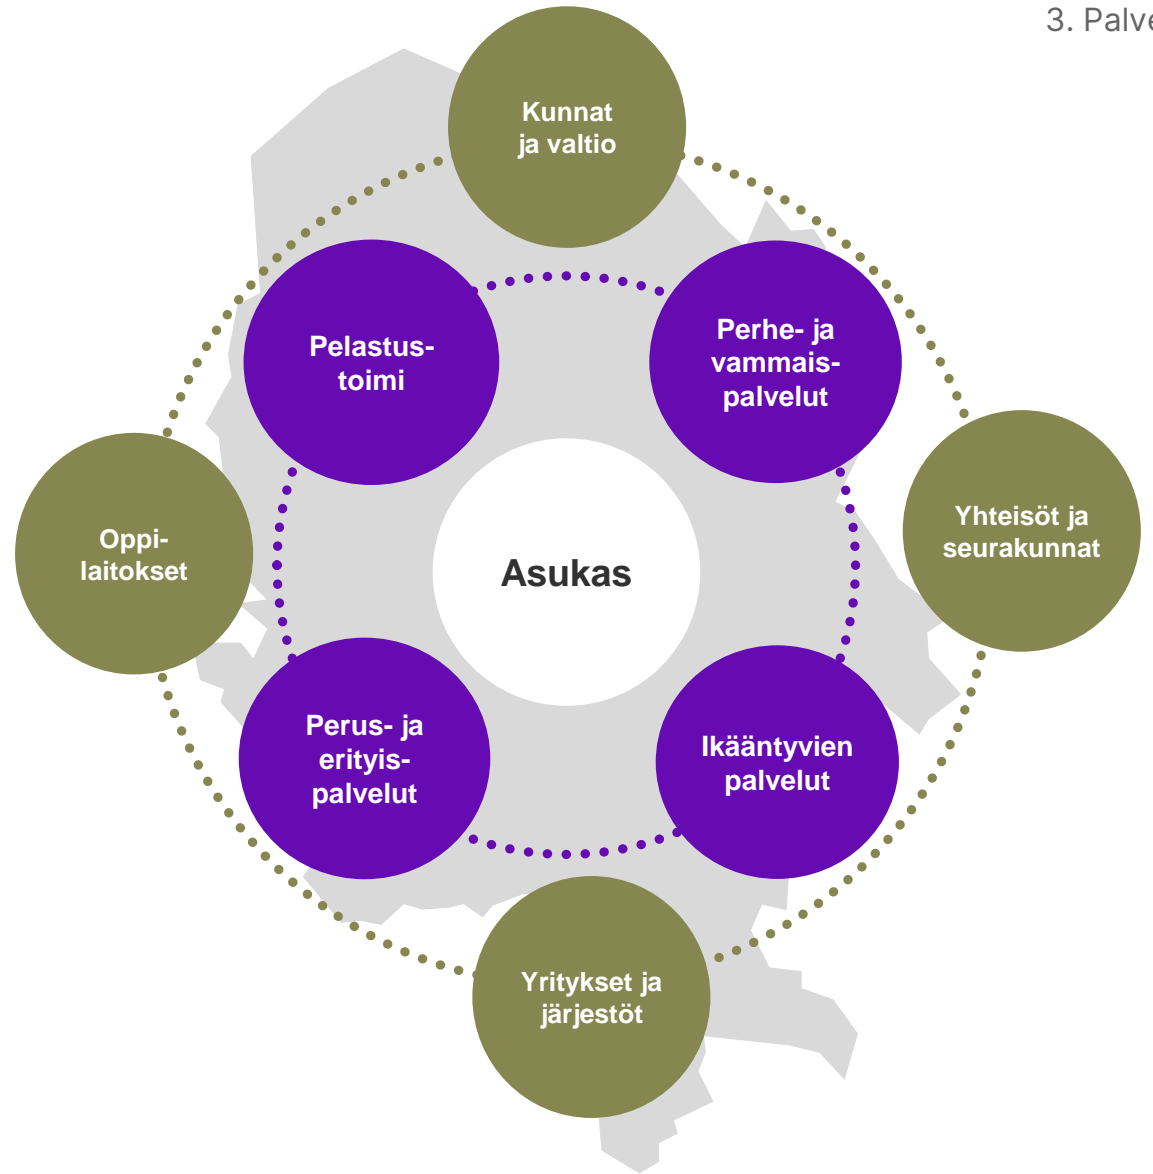 3. Palve
Kunnat
ja valtio
Pelastus-
toimi
Perhe- ja
vammais-
palvelut
Oppi-
laitokset
Asukas
Yhteisöt ja
seurakunnat
Perus- ja
erityis-
palvelut
Ikääntyvien
palvelut
Yritykset ja
järjestöt